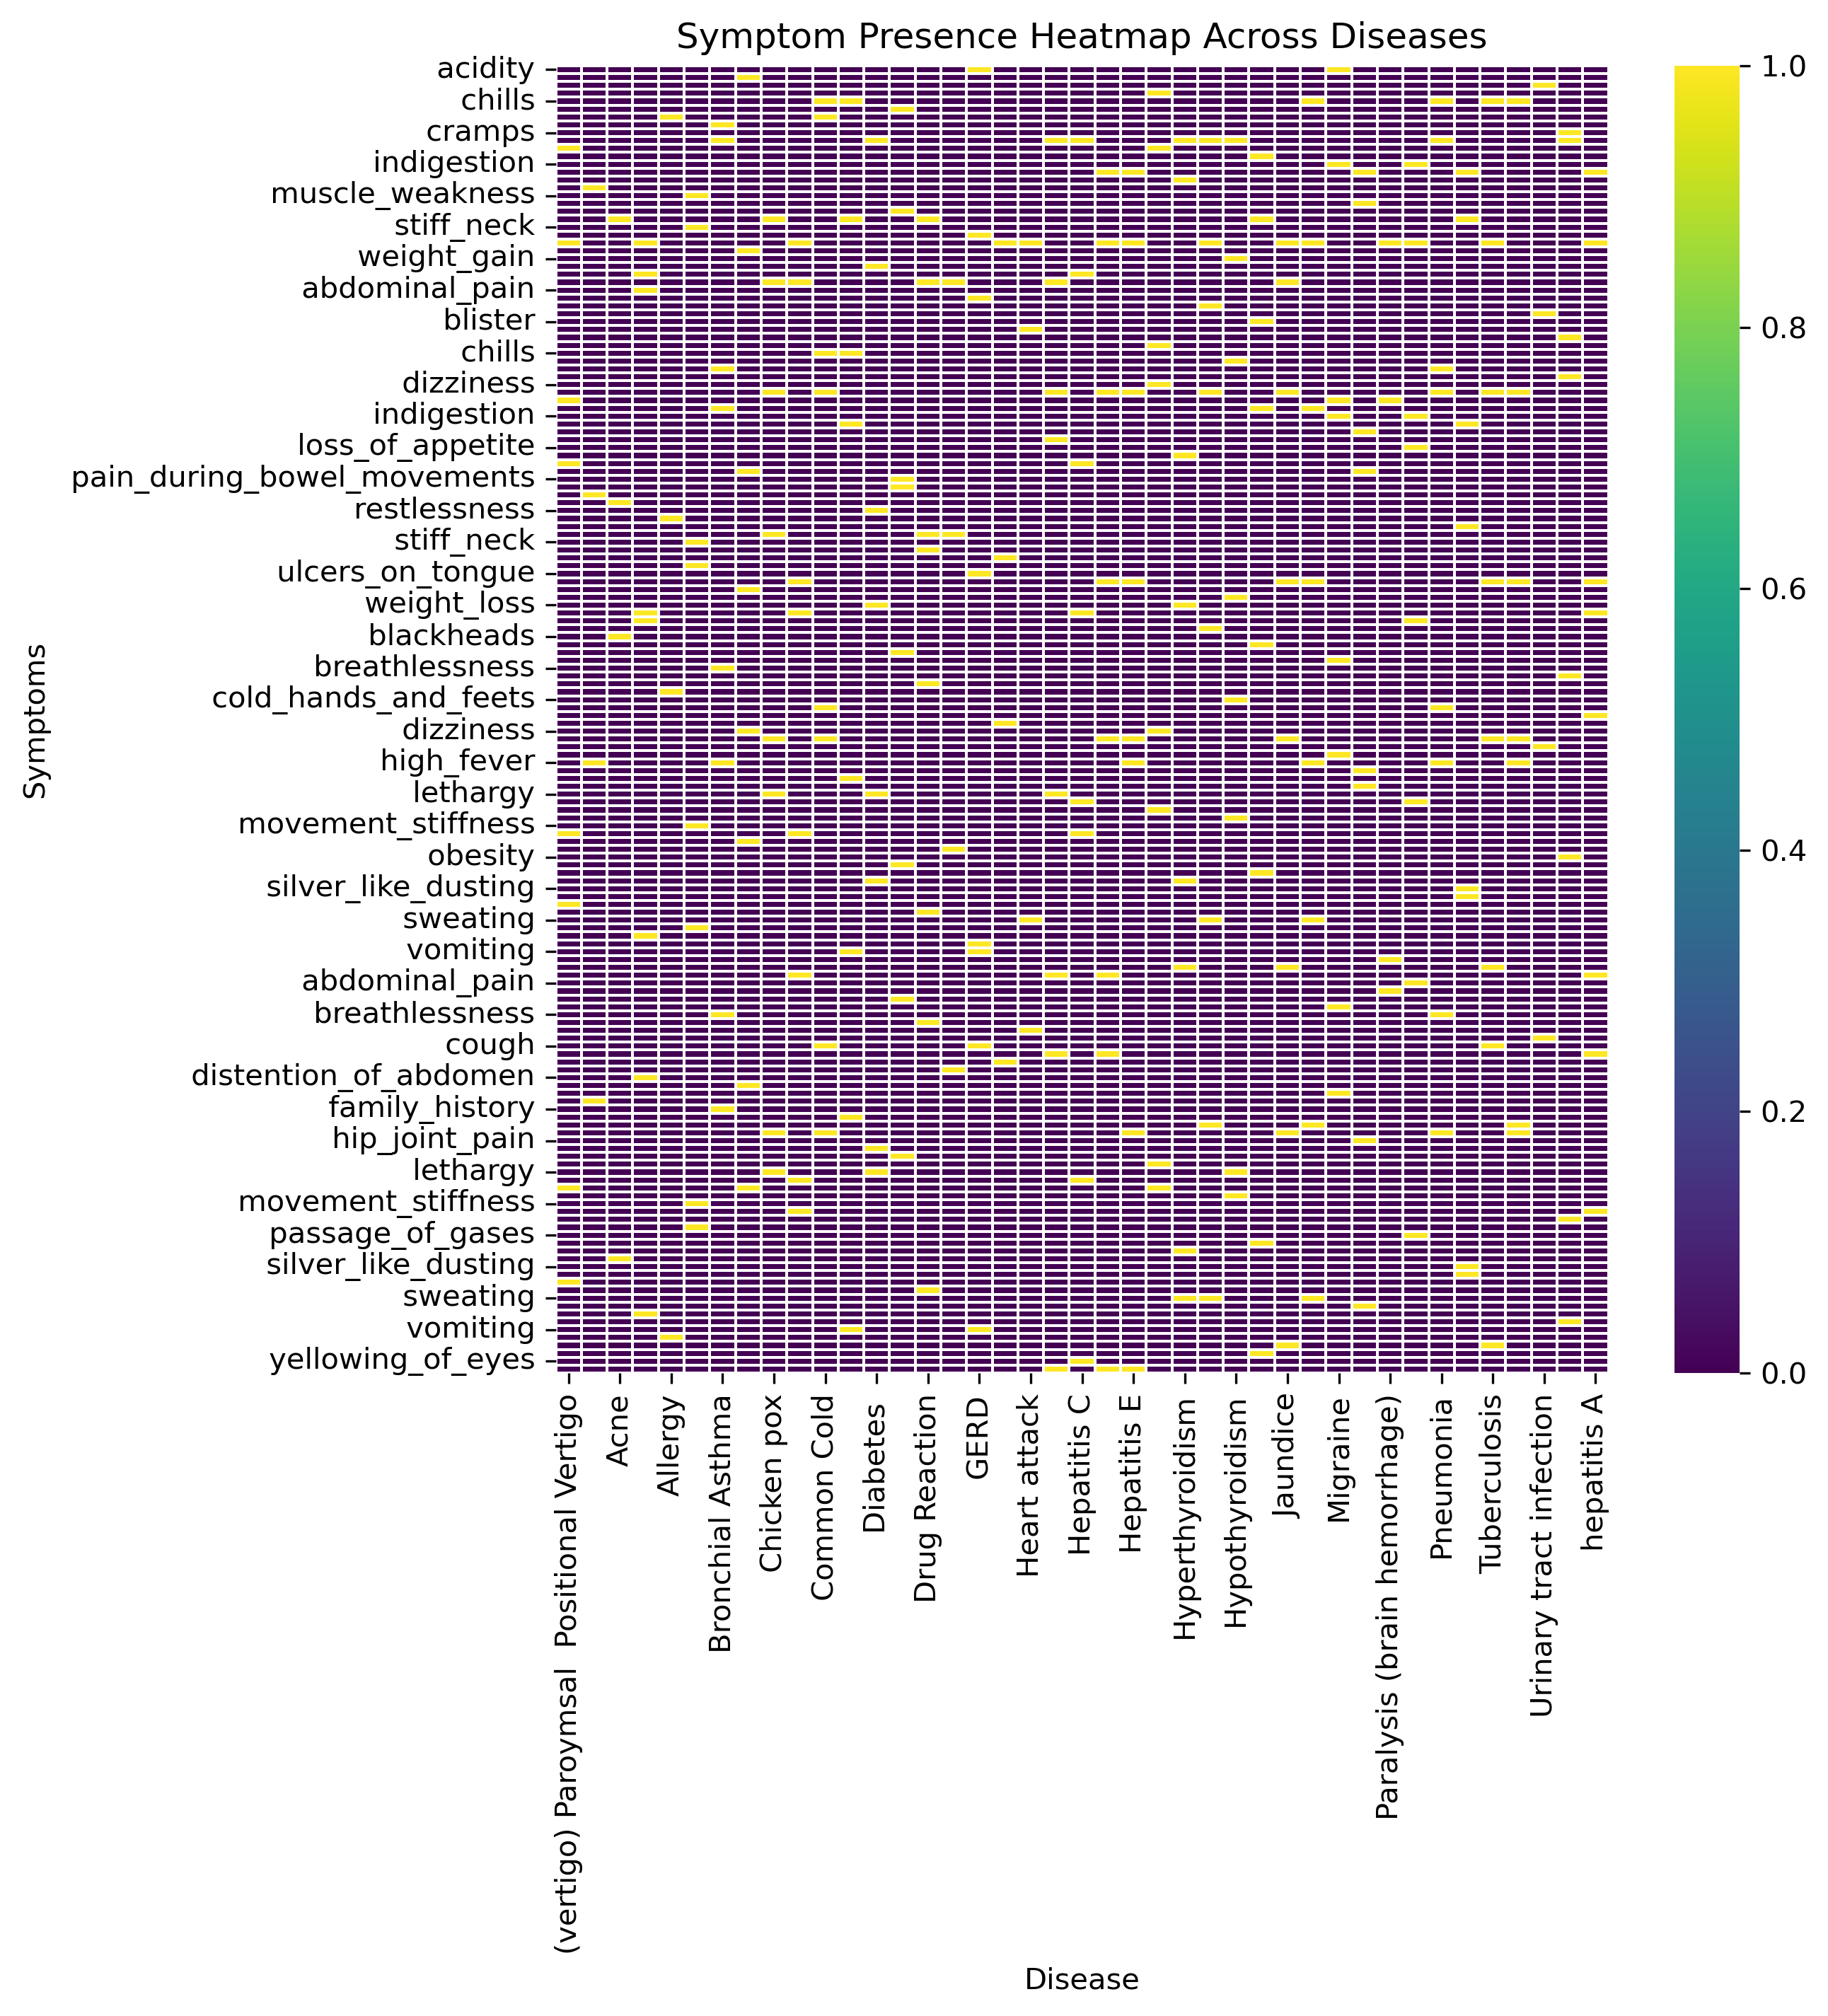 Symptom Presence Heatmap Across Diseases
acidity
chills
cramps
indigestion
muscle_weakness
stiff_neck
weight_gain
abdominal_pain
blister
chills
dizziness
indigestion
loss_of_appetite
pain_during_bowel_movements
restlessness
stiff_neck
ulcers_on_tongue
weight_loss
blackheads
breathlessness
cold_hands_and_feets
dizziness
high_fever
lethargy
movement_stiffness
obesity
silver_like_dusting
sweating
vomiting
abdominal_pain
breathlessness
cough
distention_of_abdomen
family_history
hip_joint_pain
lethargy
movement_stiffness
passage_of_gases
silver_like_dusting
sweating
vomiting
yellowing_of_eyes
Symptoms
(vertigo) Paroymsal  Positional Vertigo
Acne
Allergy
Bronchial Asthma
Chicken pox
Common Cold
Diabetes
Drug Reaction
GERD
Heart attack
Hepatitis C
Hepatitis E
Hyperthyroidism
Hypothyroidism
Jaundice
Migraine
Paralysis (brain hemorrhage)
Pneumonia
Tuberculosis
Urinary tract infection
hepatitis A
Disease
1.0
0.8
0.6
0.4
0.2
0.0